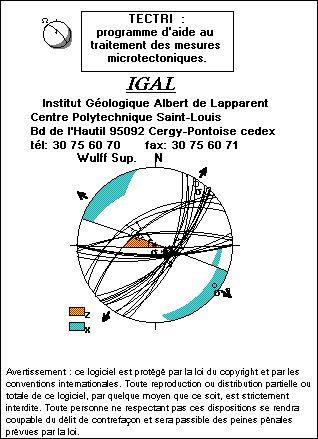 TECTRI :
programme d'aide au
traitement des mesures
microtectoniques.
IGAL
Institut Géologique Albert de Lapparent
Centre Polytechnique Saint-Louis
Bd de l'Hautil 95092 Cergy-Pontoise cedex
tél: 30 75 60 70 fax: 30 75 60 71
Wulff Sup. N
Z
X
Avertissement : ce logiciel est protégé par la loi du copyright et par les
conventions internationales. Toute reproduction ou distribution partielle ou
totale de ce logiciel, par quelque moyen que ce soit, est strictement
interdite. Toute personne ne respectant pas ces dispositions se rendra
coupable du délit de contrefaçon et sera passible des peines pénales
prévues par la loi.